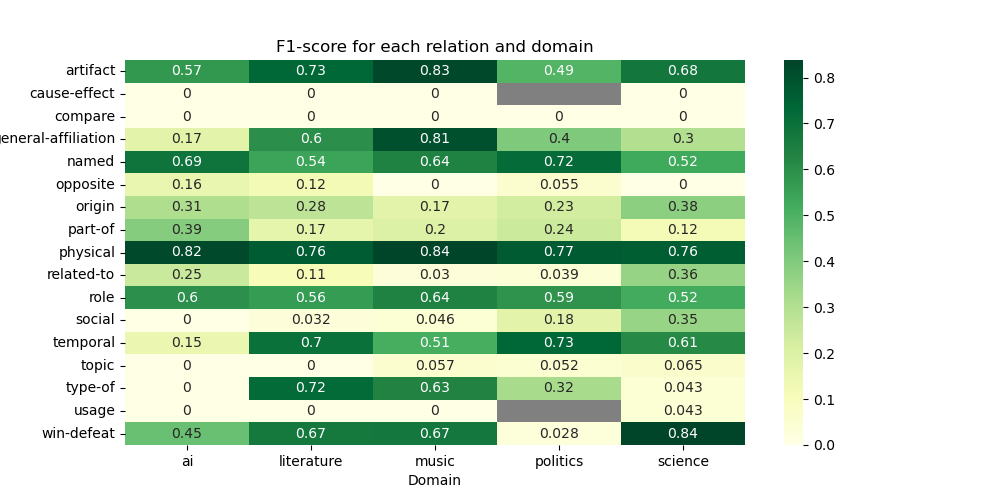 F1-score for each relation and domain
artifact 0.57 0.73 0.83 0.49 0.68
cause-effect 0 0 0 0
compare 0 0 0 0 0
eneral-affiliation 0.17 0.6 0.81 0.4 0.3
named 0.69 0.54 0.64 0.72 0.52
opposite 0.16 0.12 0 0.055 0
origin 0.31 0.28 0.17 0.23 0.38
part-of 0.39 0.17 0.2 0.24 0.12
physical 0.82 0.76 0.84 0.77 0.76
related-to 0.25 0.11 0.03 0.039 0.36
role 0.6 0.56 0.64 0.59 0.52
social 0 0.032 0.046 0.18 0.35
temporal 0.15 0.7 0.51 0.73 0.61
topic 0 0 0.057 0.052 0.065
type-of 0 0.72 0.63 0.32 0.043
usage 0 0 0 0.043
win-defeat 0.45 0.67 0.67 0.028 0.84
ai literature music politics science
Domain
0.8
0.7
0.6
0.5
0.4
0.3
0.2
0.1
0.0